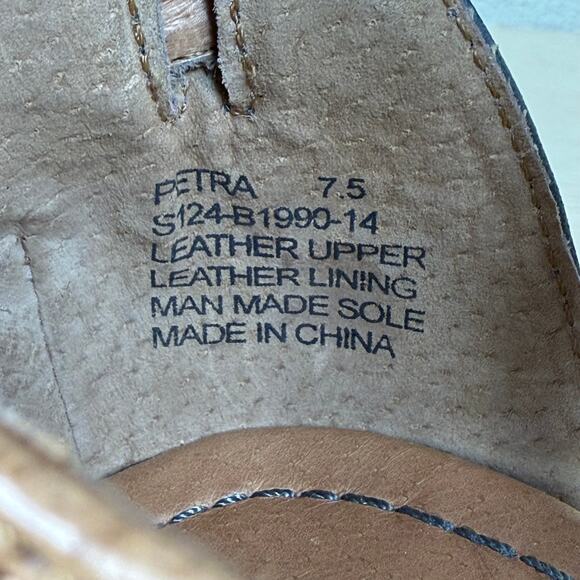 PETRA 7.5
S124-B1990-14
LEATHER UPPER
LEATHER LINING
MAN MADE SOLE
MADE IN CHINA